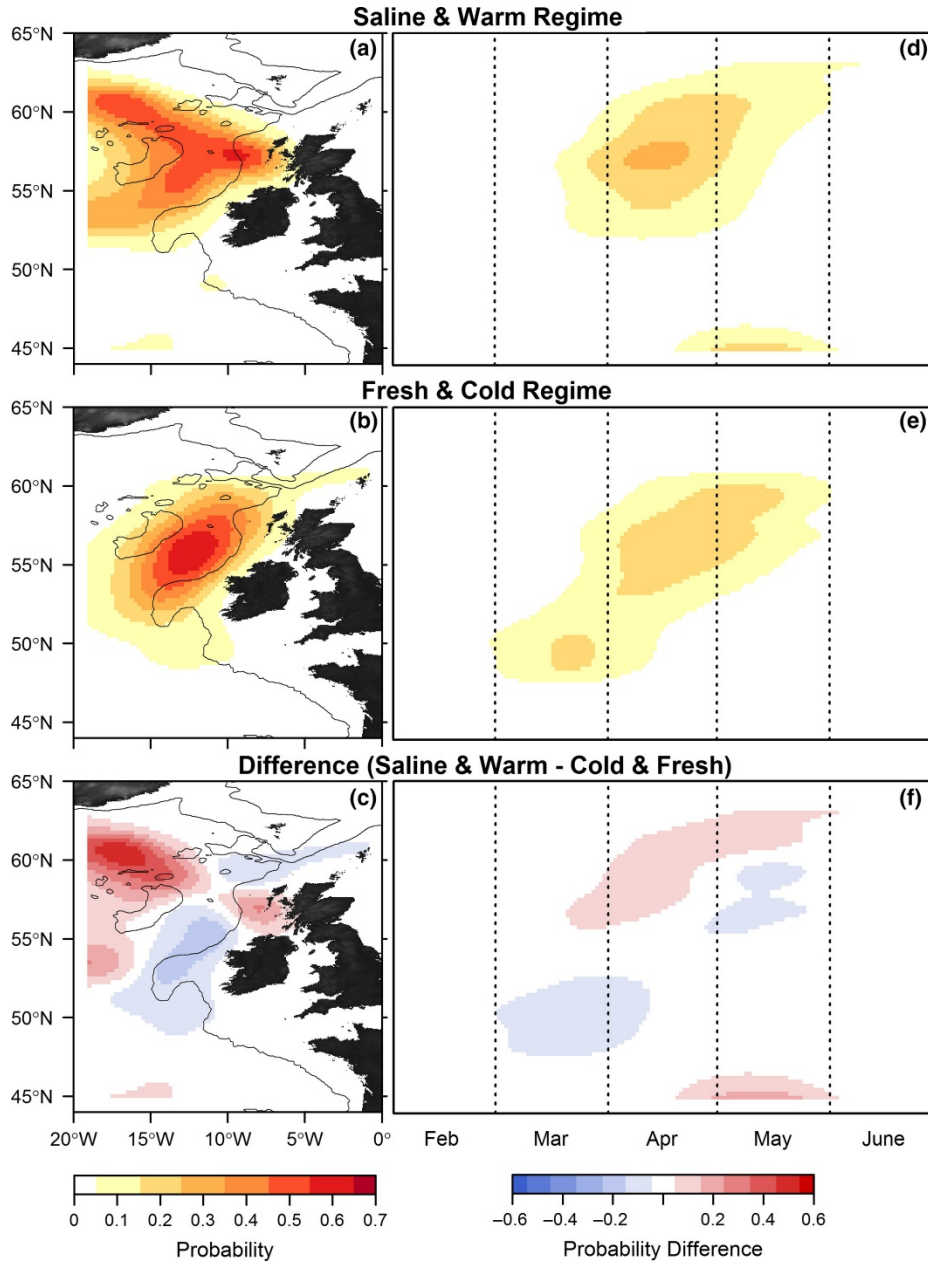 Saline & Warm Regime
65°N
(a)
(d)
60°N
55°N
50°N
45°N
Fresh & Cold Regime
65°N
(b)
(e)
60°N
55°N
50°N
45°N
Difference (Saline & Warm - Cold & Fresh)
65°N
(c)
(f)
60°N
55°N
50°N
45°N
20°W 15°W 10°W 5°W 0°
Feb Mar Apr May June
0 0.1 0.2 0.3 0.4 0.5 0.6 0.7
Probability
−0.6 −0.4 −0.2 0.2 0.4 0.6
Probability Difference